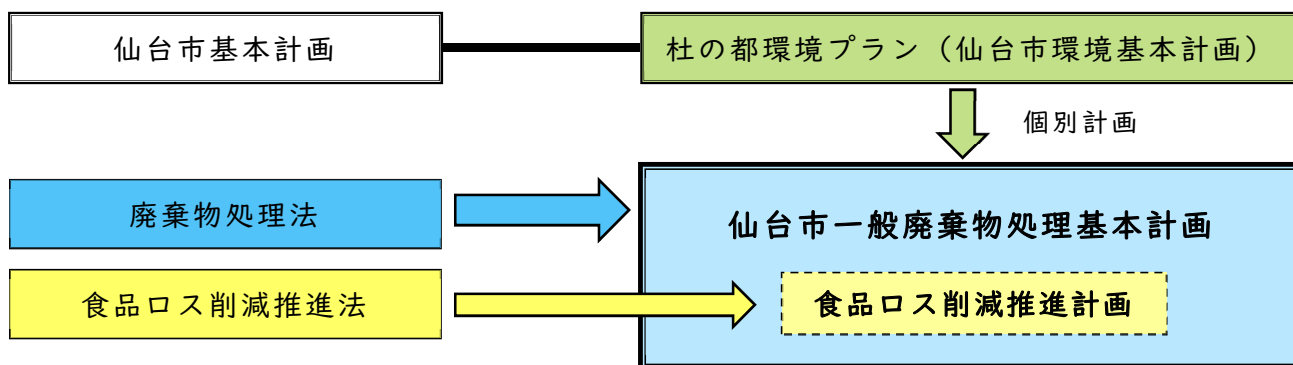 仙台市基本計画
杜の都環境プラン（仙台市環境基本計画）
個別計画
廃棄物処理法
仙台市一般廃棄物処理基本計画
食品ロス削減推進法
食品ロス削減推進計画